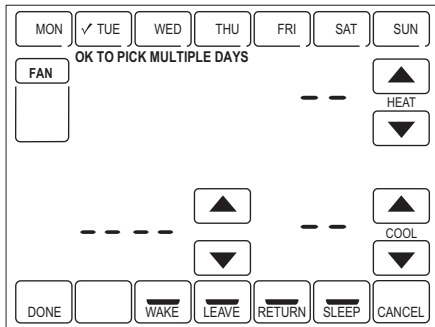 MON ✓ TUE WED THU FRI SAT SUN
OK TO PICK MULTIPLE DAYS
FAN
HEAT
COOL
DONE WAKE LEAVE RETURN SLEEP CANCEL